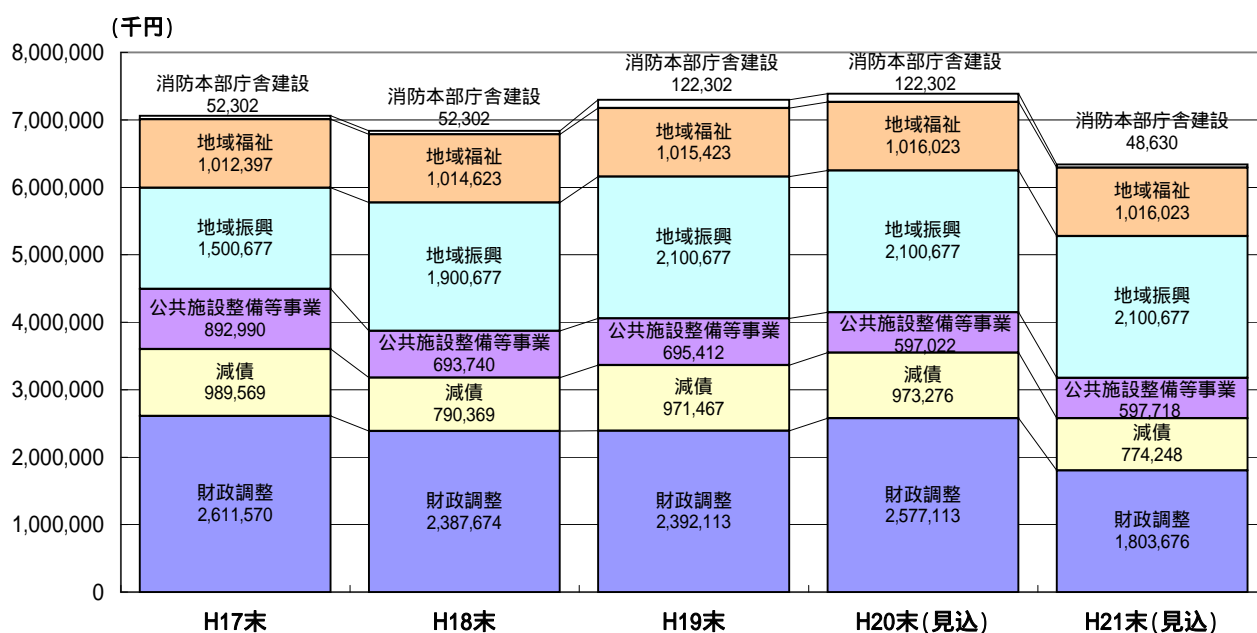 (千円)
8,000,000
7,000,000
6,000,000
5,000,000
4,000,000
3,000,000
2,000,000
1,000,000
0
消防本部庁舎建設
52,302
地域福祉
1,012,397
地域振興
1,500,677
公共施設整備等事業
892,990
減債
989,569
財政調整
2,611,570
H17末
消防本部庁舎建設
52,302
地域福祉
1,014,623
地域振興
1,900,677
公共施設整備等事業
693,740
減債
790,369
財政調整
2,387,674
H18末
消防本部庁舎建設
122,302
地域福祉
1,015,423
地域振興
2,100,677
公共施設整備等事業
695,412
減債
971,467
財政調整
2,392,113
H19末
消防本部庁舎建設
122,302
地域福祉
1,016,023
地域振興
2,100,677
公共施設整備等事業
597,022
減債
973,276
財政調整
2,577,113
H20末(見込)
消防本部庁舎建設
48,630
地域福祉
1,016,023
地域振興
2,100,677
公共施設整備等事業
597,718
減債
774,248
財政調整
1,803,676
H21末(見込)